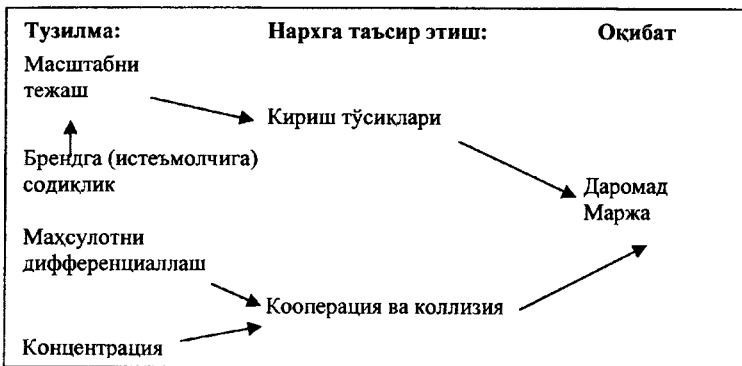 Тузилма: Нархга таъсир этиш: Оқибат
Масштабни
тежаш
Кириш тўсиқлари
Брендга (истеъмолчига)
содиқлик
Даромад
Маржа
Маҳсулотни
дифференциаллаш
Кооперация ва коллизия
Концентрация